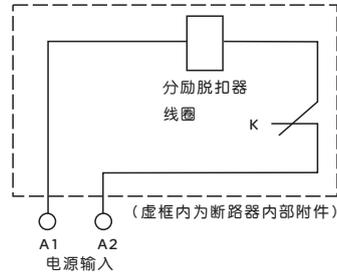 分励脱扣器
线圈
K
（虚框内为断路器内部附件）
A1
A2
电源输入